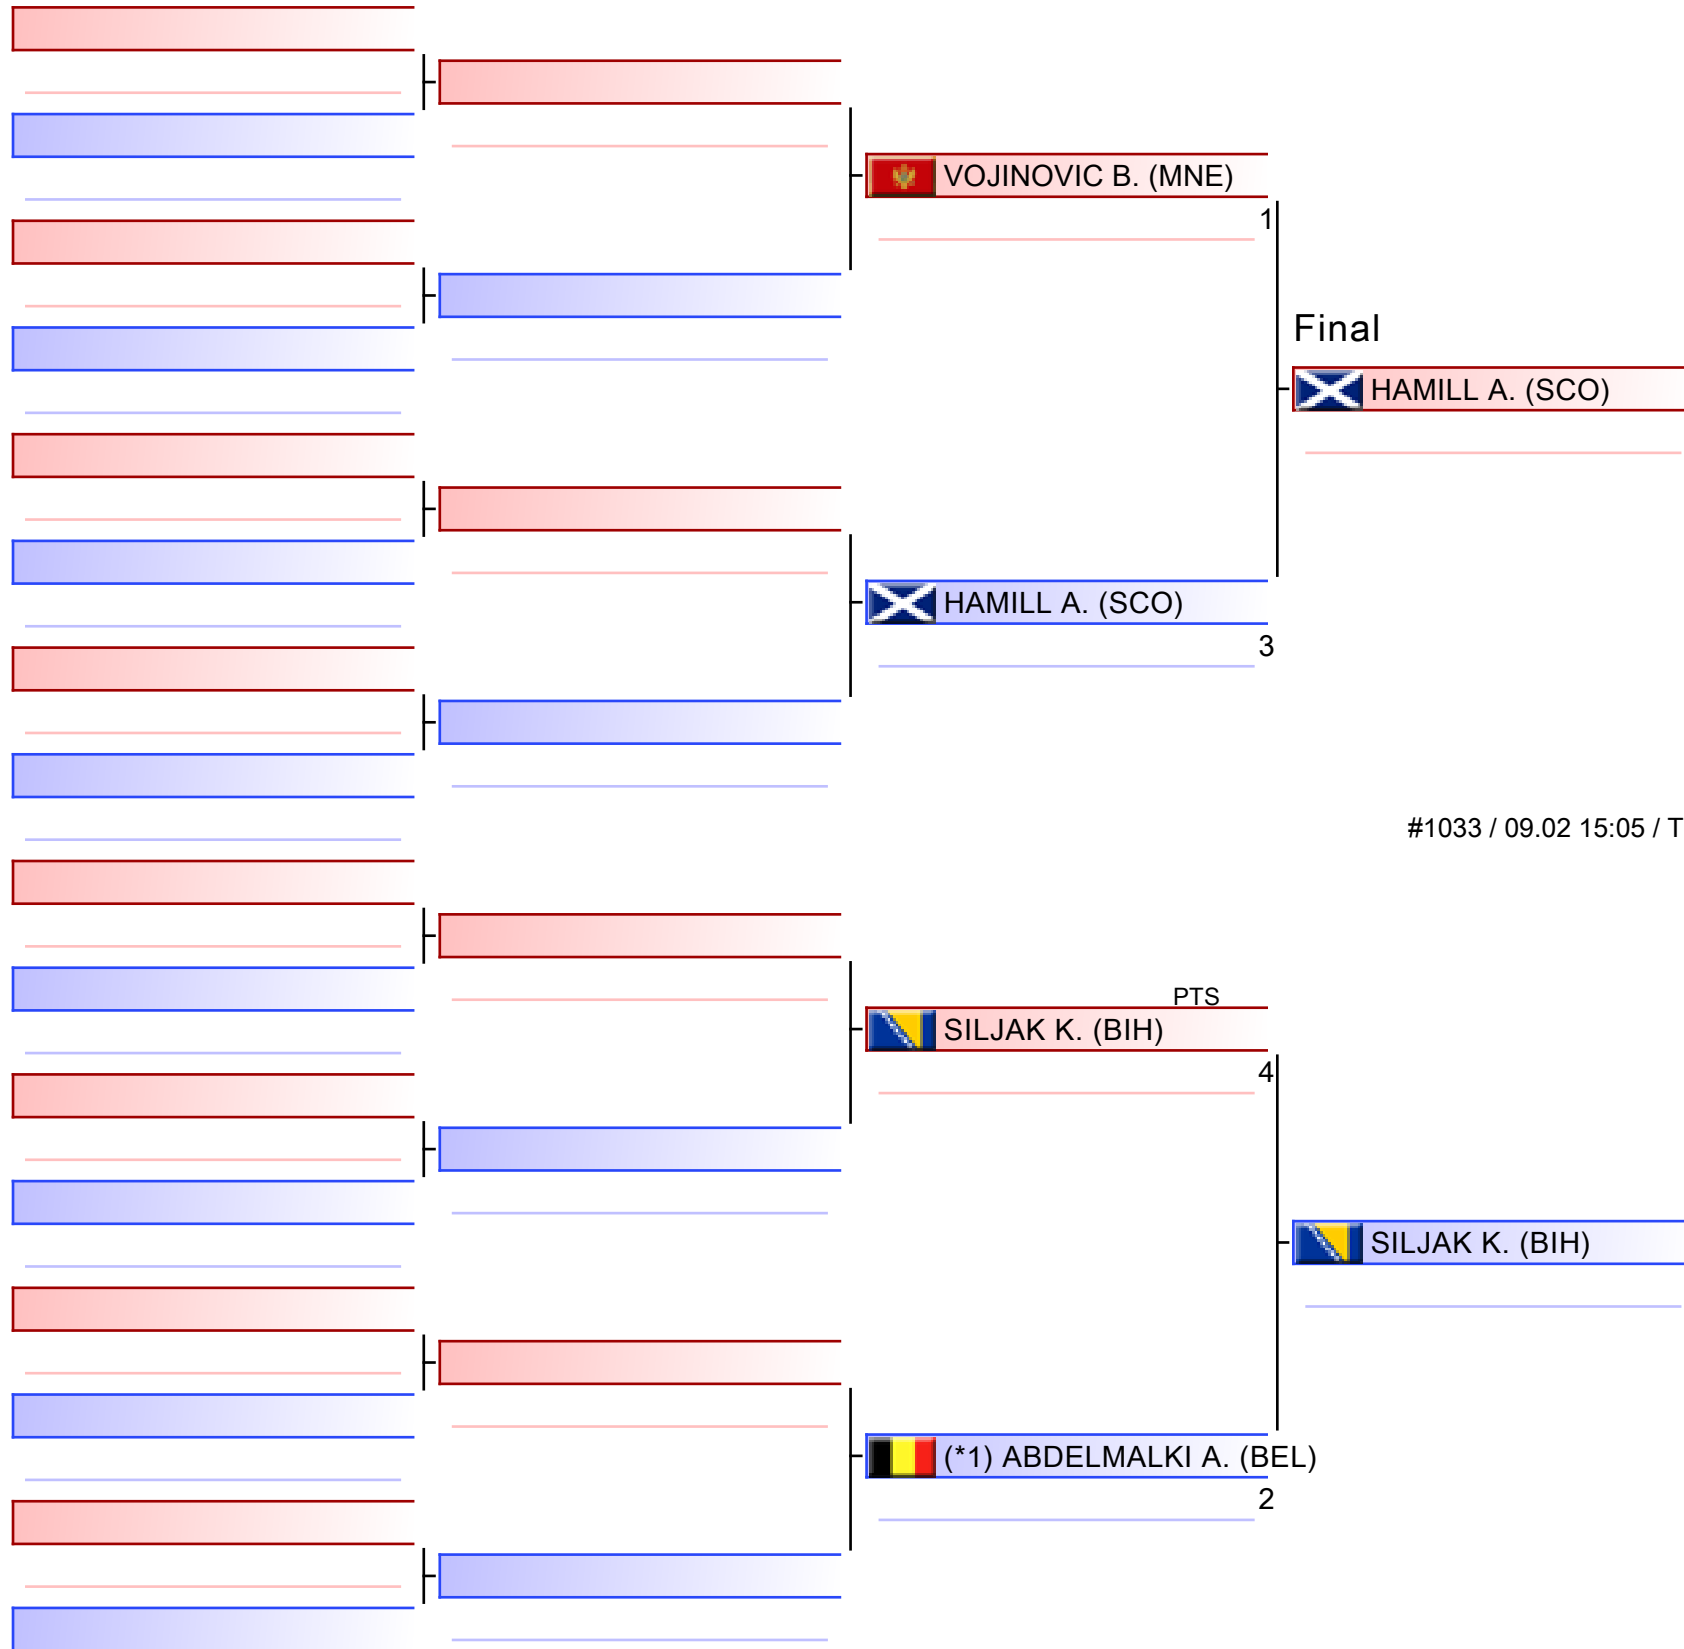 VOJINOVIC B. (MNE)
1
Final
HAMILL A. (SCO)
HAMILL A. (SCO)
3
#1033 / 09.02 15:05 / T
PTS
SILJAK K. (BIH)
4
SILJAK K. (BIH)
(*1) ABDELMALKI A. (BEL)
2